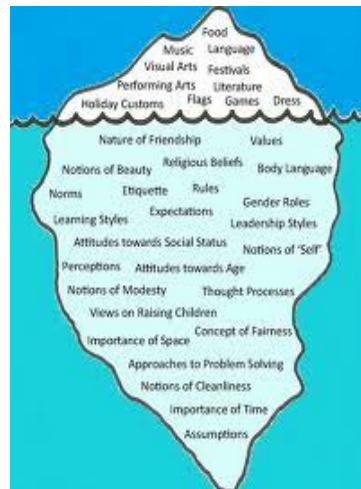 Food
Music Language
Visual Arts Festivals
Performing Arts Literature
Holiday Customs Flags Games Dress
Nature of Friendship Values
Notions of Beauty Religious Beliefs Body Language
Norms Etiquette Rules Gender Roles
Learning Styles Expectations Leadership Styles
Attitudes towards Social Status Notions of 'Self'
Perceptions Attitudes towards Age
Notions of Modesty Thought Processes
Views on Raising Children
Importance of Space Concept of Fairness
Approaches to Problem Solving
Notions of Cleanliness
Importance of Time
Assumptions